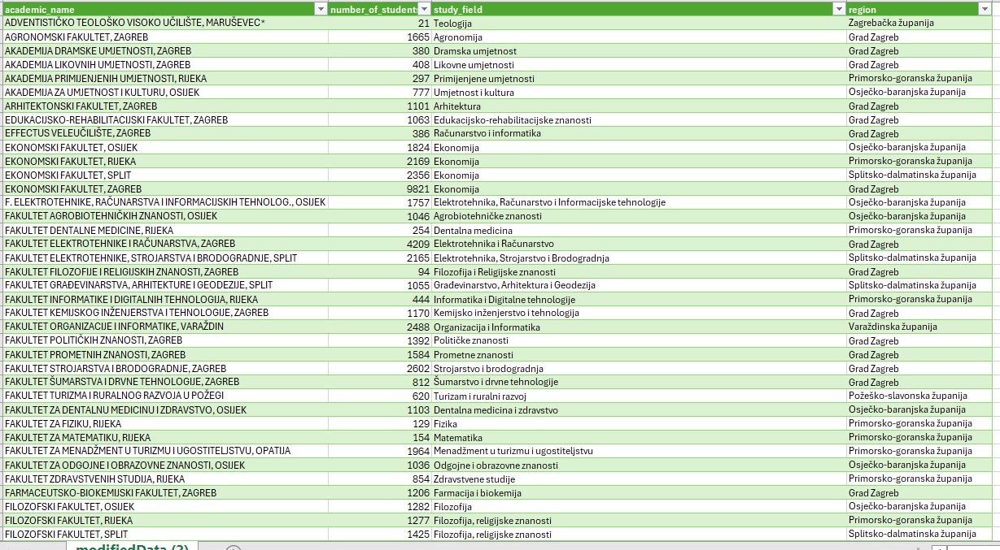 academic_name number_of_students study_field region
ADVENTISTIČKO TEOLOŠKO VISOKO UČILIŠTE, MARUŠEVEC* 21 Teologija Zagrebačka županija
AGRONOMSKI FAKULTET, ZAGREB 1665 Agronomija Grad Zagreb
AKADEMIJA DRAMSKE UMJETNOSTI, ZAGREB 380 Dramska umjetnost Grad Zagreb
AKADEMIJA LIKOVNIH UMJETNOSTI, ZAGREB 408 Likovne umjetnosti Grad Zagreb
AKADEMIJA PRIMIJENJENIH UMJETNOSTI, RIJEKA 297 Primijenjene umjetnosti Primorsko-goranska županija
AKADEMIJA ZA UMJETNOST I KULTURU, OSIJEK 777 Umjetnost i kultura Osječko-baranjska županija
ARHITEKTONSKI FAKULTET, ZAGREB 1101 Arhitektura Grad Zagreb
EDUKACIJSKO-REHABILITACIJSKI FAKULTET, ZAGREB 1063 Edukacijsko-rehabilitacijske znanosti Grad Zagreb
EFFECTUS VELEUČILIŠTE, ZAGREB 386 Računarstvo i informatika Grad Zagreb
EKONOMSKI FAKULTET, OSIJEK 1824 Ekonomija Osječko-baranjska županija
EKONOMSKI FAKULTET, RIJEKA 2169 Ekonomija Primorsko-goranska županija
EKONOMSKI FAKULTET, SPLIT 2356 Ekonomija Splitsko-dalmatinska županija
EKONOMSKI FAKULTET, ZAGREB 9821 Ekonomija Grad Zagreb
F. ELEKTROTEHNIKE, RAČUNARSTVA I INFORMACIJSKIH TEHNOLOG., OSIJEK 1757 Elektrotehnika, Računarstvo i Informacijske tehnologije Osječko-baranjska županija
FAKULTET AGROBIOTEHNIČKIH ZNANOSTI, OSIJEK 1046 Agrobiotehničke znanosti Osječko-baranjska županija
FAKULTET DENTALNE MEDICINE, RIJEKA 254 Dentalna medicina Primorsko-goranska županija
FAKULTET ELEKTROTEHNIKE I RAČUNARSTVA, ZAGREB 4209 Elektrotehnika i Računarstvo Grad Zagreb
FAKULTET ELEKTROTEHNIKE, STROJARSTVA I BRODOGRADNJE, SPLIT 2165 Elektrotehnika, Strojarstvo i Brodogradnja Splitsko-dalmatinska županija
FAKULTET FILOZOFIJE I RELIGIJSKIH ZNANOSTI, ZAGREB 94 Filozofija i Religijske znanosti Grad Zagreb
FAKULTET GRAĐEVINARSTVA, ARHITEKTURE I GEODEZIJE, SPLIT 1055 Građevinarstvo, Arhitektura i Geodezija Splitsko-dalmatinska županija
FAKULTET INFORMATIKE I DIGITALNIH TEHNOLOGIJA, RIJEKA 444 Informatika i Digitalne tehnologije Primorsko-goranska županija
FAKULTET KEMIJSKOG INŽENJERSTVA I TEHNOLOGIJE, ZAGREB 1170 Kemijsko inženjerstvo i tehnologija Grad Zagreb
FAKULTET ORGANIZACIJE I INFORMATIKE, VARAŽDIN 2488 Organizacija i Informatika Varaždinska županija
FAKULTET POLITIČKIH ZNANOSTI, ZAGREB 1392 Političke znanosti Grad Zagreb
FAKULTET PROMETNIH ZNANOSTI, ZAGREB 1584 Prometne znanosti Grad Zagreb
FAKULTET STROJARSTVA I BRODOGRADNJE, ZAGREB 2602 Strojarstvo i brodogradnja Grad Zagreb
FAKULTET ŠUMARSTVA I DRVNE TEHNOLOGIJE, ZAGREB 812 Šumarstvo i drvne tehnologije Grad Zagreb
FAKULTET TURIZMA I RURALNOG RAZVOJA U POŽEGI 620 Turizam i ruralni razvoj Požeško-slavonska županija
FAKULTET ZA DENTALNU MEDICINU I ZDRAVSTVO, OSIJEK 1103 Dentalna medicina i zdravstvo Osječko-baranjska županija
FAKULTET ZA FIZIKU, RIJEKA 129 Fizika Primorsko-goranska županija
FAKULTET ZA MATEMATIKU, RIJEKA 154 Matematika Primorsko-goranska županija
FAKULTET ZA MENADŽMENT U TURIZMU I UGOSTITELJSTVU, OPATIJA 1964 Menadžment u turizmu i ugostiteljstvu Primorsko-goranska županija
FAKULTET ZA ODGOJNE I OBRAZOVNE ZNANOSTI, OSIJEK 1036 Odgojne i obrazovne znanosti Osječko-baranjska županija
FAKULTET ZDRAVSTVENIH STUDIJA, RIJEKA 854 Zdravstvene studije Primorsko-goranska županija
FARMACEUTSKO-BIOKEMIJSKI FAKULTET, ZAGREB 1206 Farmacija i biokemija Grad Zagreb
FILOZOFSKI FAKULTET, OSIJEK 1282 Filozofija Osječko-baranjska županija
FILOZOFSKI FAKULTET, RIJEKA 1277 Filozofija, religijske znanosti Primorsko-goranska županija
FILOZOFSKI FAKULTET, SPLIT 1425 Filozofija, religijske znanosti Splitsko-dalmatinska županija
modifiedData (2)